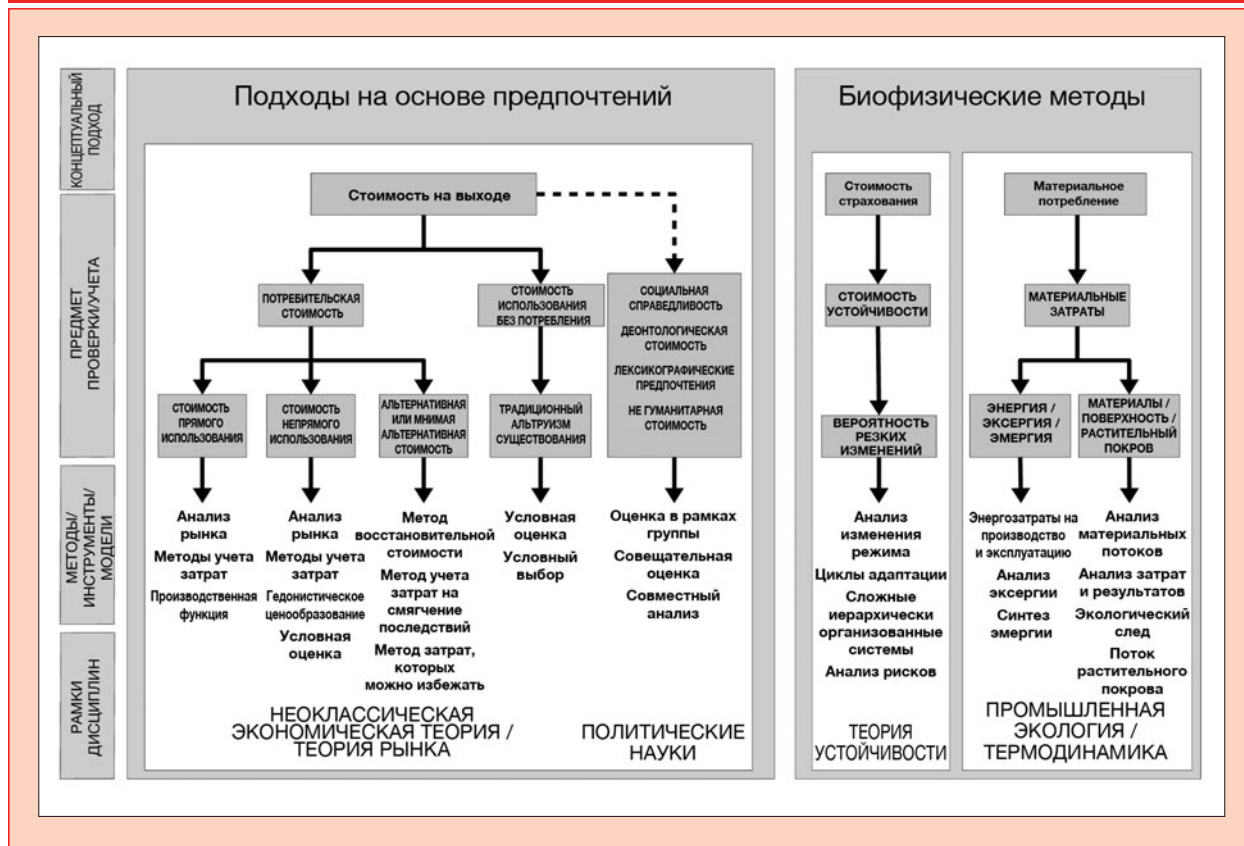 КОНЦЕПТУАЛЬНЫЙ
ПОДХОД
ПРЕДМЕТ
ПРОВЕРКИ/УЧЕТА
МЕТОДЫ/
ИНСТРУМЕНТЫ/
МОДЕЛИ
РАМКИ
ДИСЦИПЛИН
Подходы на основе предпочтений
Стоимость на выходе
ПОТРЕБИТЕЛЬСКАЯ
СТОИМОСТЬ
СТОИМОСТЬ
ИСПОЛЬЗОВАНИЯ
БЕЗ ПОТРЕБЛЕНИЯ
СОЦИАЛЬНАЯ
СПРАВЕДЛИВОСТЬ
ДЕОНТОЛОГИЧЕСКАЯ
СТОИМОСТЬ
ЛЕКСИКОГРАФИЧЕСКИЕ
ПРЕДПОЧТЕНИЯ
НЕ ГУМАНИТАРНАЯ
СТОИМОСТЬ
СТОИМОСТЬ
ПРЯМОГО
ИСПОЛЬЗОВАНИЯ
СТОИМОСТЬ
НЕПРЯМОГО
ИСПОЛЬЗОВАНИЯ
АЛЬТЕРНАТИВНАЯ
ИЛИ МНИМАЯ
АЛЬТЕРНАТИВНАЯ
СТОИМОСТЬ
ТРАДИЦИОННЫЙ
АЛЬТРУИЗМ
СУЩЕСТВОВАНИЯ
Анализ
рынка
Методы учета
затрат
Производственная
функция
Анализ
рынка
Методы учета
затрат
Гедонистическое
ценообразование
Условная
оценка
Метод
восстановительной
стоимости
Метод учета
затрат на
смягчение
последствий
Метод затрат,
которых
можно избежать
Условная
оценка
Условный
выбор
Оценка в рамках
группы
Совещательная
оценка
Совместный
анализ
НЕОКЛАССИЧЕСКАЯ
ЭКОНОМИЧЕСКАЯ ТЕОРИЯ /
ТЕОРИЯ РЫНКА
ПОЛИТИЧЕСКИЕ
НАУКИ
Биофизические методы
Стоимость
страхования
СТОИМОСТЬ
УСТОЙЧИВОСТИ
ВЕРОЯТНОСТЬ
РЕЗКИХ
ИЗМЕНЕНИЙ
Анализ
изменения
режима
Циклы адаптации
Сложные
иерархически
организованные
системы
Анализ рисков
ТЕОРИЯ
УСТОЙЧИВОСТИ
Материальное
потребление
МАТЕРИАЛЬНЫЕ
ЗАТРАТЫ
ЭНЕРГИЯ /
ЭКСЕРГИЯ /
ЭМЕРГИЯ
МАТЕРИАЛЫ /
ПОВЕРХНОСТЬ /
РАСТИТЕЛЬНЫЙ
ПОКРОВ
Энергозатраты на
производство
и эксплуатацию
Анализ
эксергии
Синтез
эмергии
Анализ
материальных
потоков
Анализ затрат
и результатов
Экологический
след
Поток
растительного
покрова
ПРОМЫШЛЕННАЯ
ЭКОЛОГИЯ /
ТЕРМОДИНАМИКА